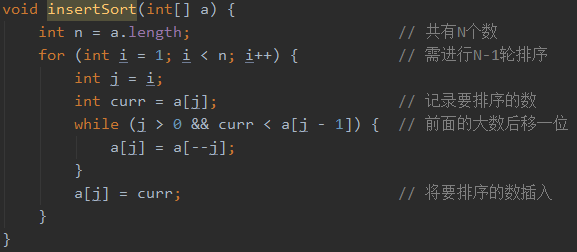 void insertSort(int[] a) {
    int n = a.length;                          // 共有N个数
    for (int i = 1; i < n; i++) {              // 需进行N-1轮排序
        int j = i;
        int curr = a[j];                       // 记录要排序的数
        while (j > 0 && curr < a[j - 1]) {  // 前面的大数后移一位
            a[j] = a[--j];
        }
        a[j] = curr;                           // 将要排序的数插入
    }
}